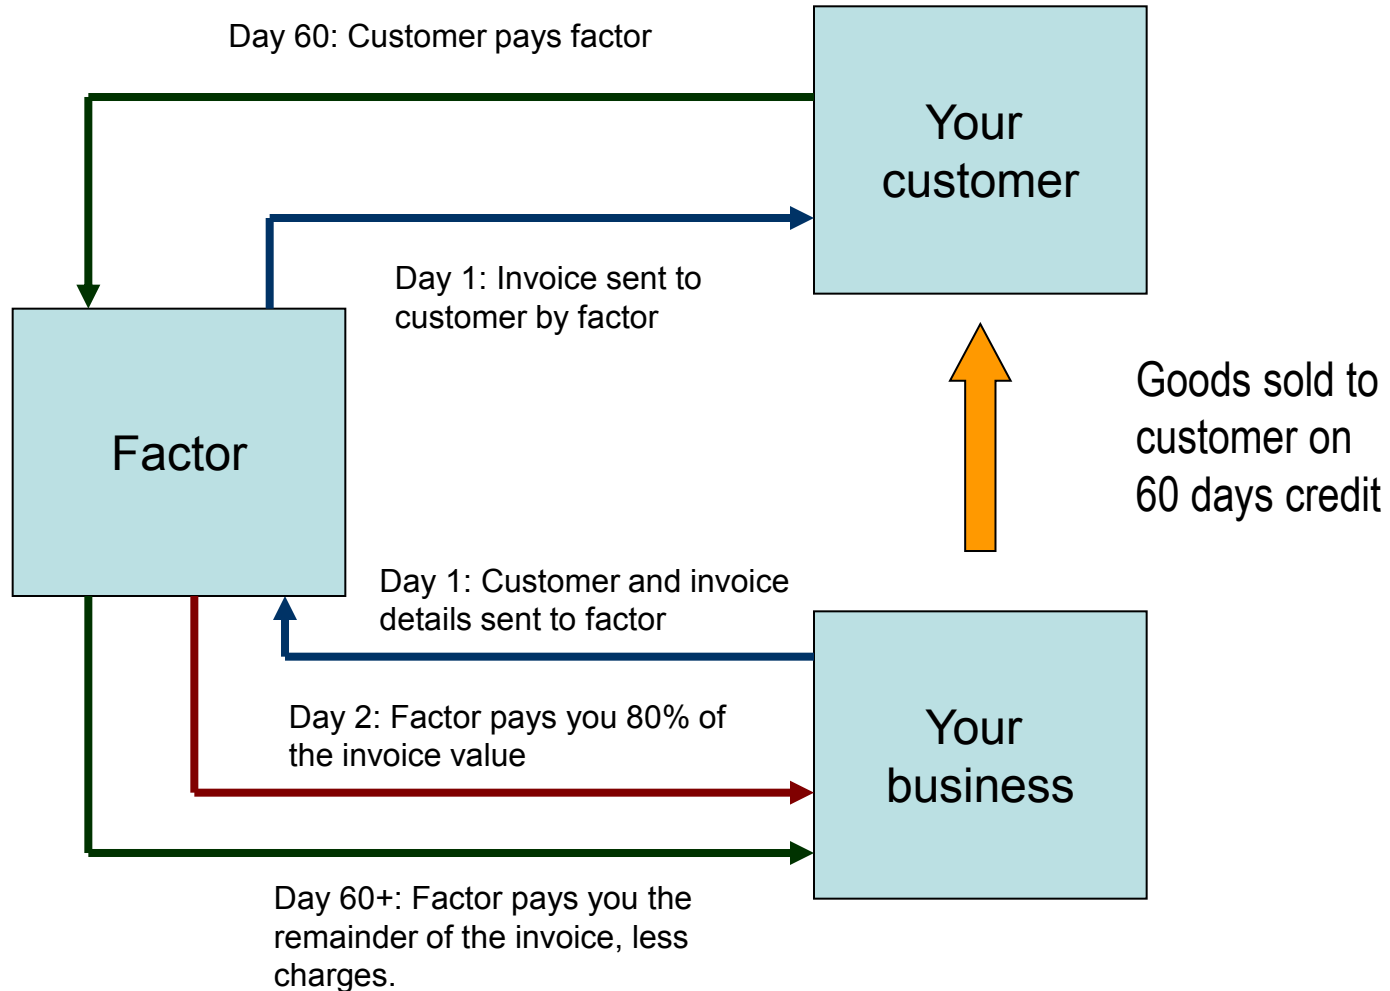 Day 60: Customer pays factor
Your
customer
Day 1: Invoice sent to
customer by factor
Goods sold to
customer on
60 days credit
Factor
Day 1: Customer and invoice
details sent to factor
Day 2: Factor pays you 80% of
the invoice value
Your
business
Day 60+: Factor pays you the
remainder of the invoice, less
charges.